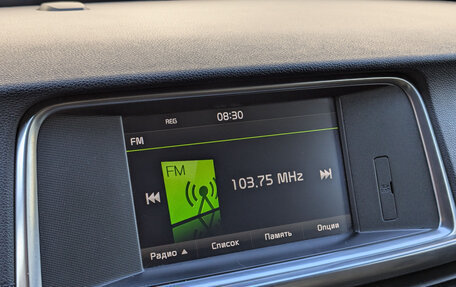 REG 08:30
FM
FM
103.75 MHz
Радио ▲ Список Память Опции